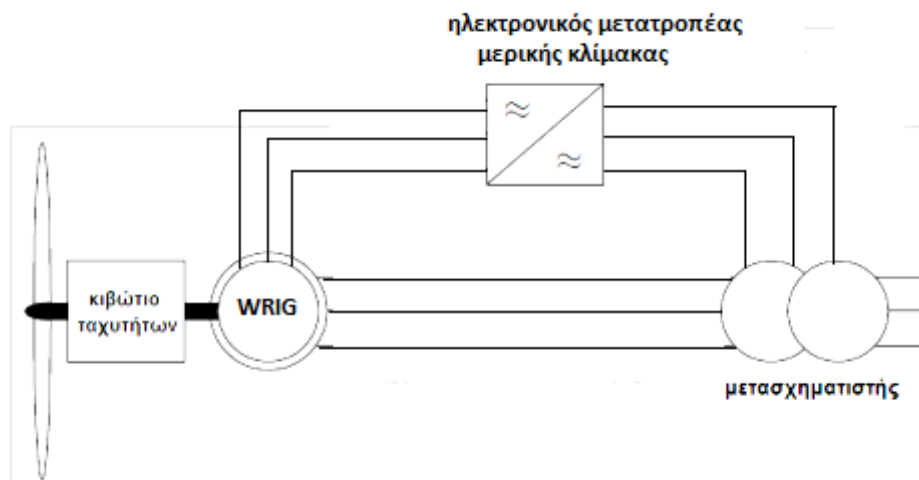 ηλεκτρονικός μετατροπέας
μερικής κλίμακας
≈
≈
κιβώτιο
ταχυτήτων
WRIG
μετασχηματιστής